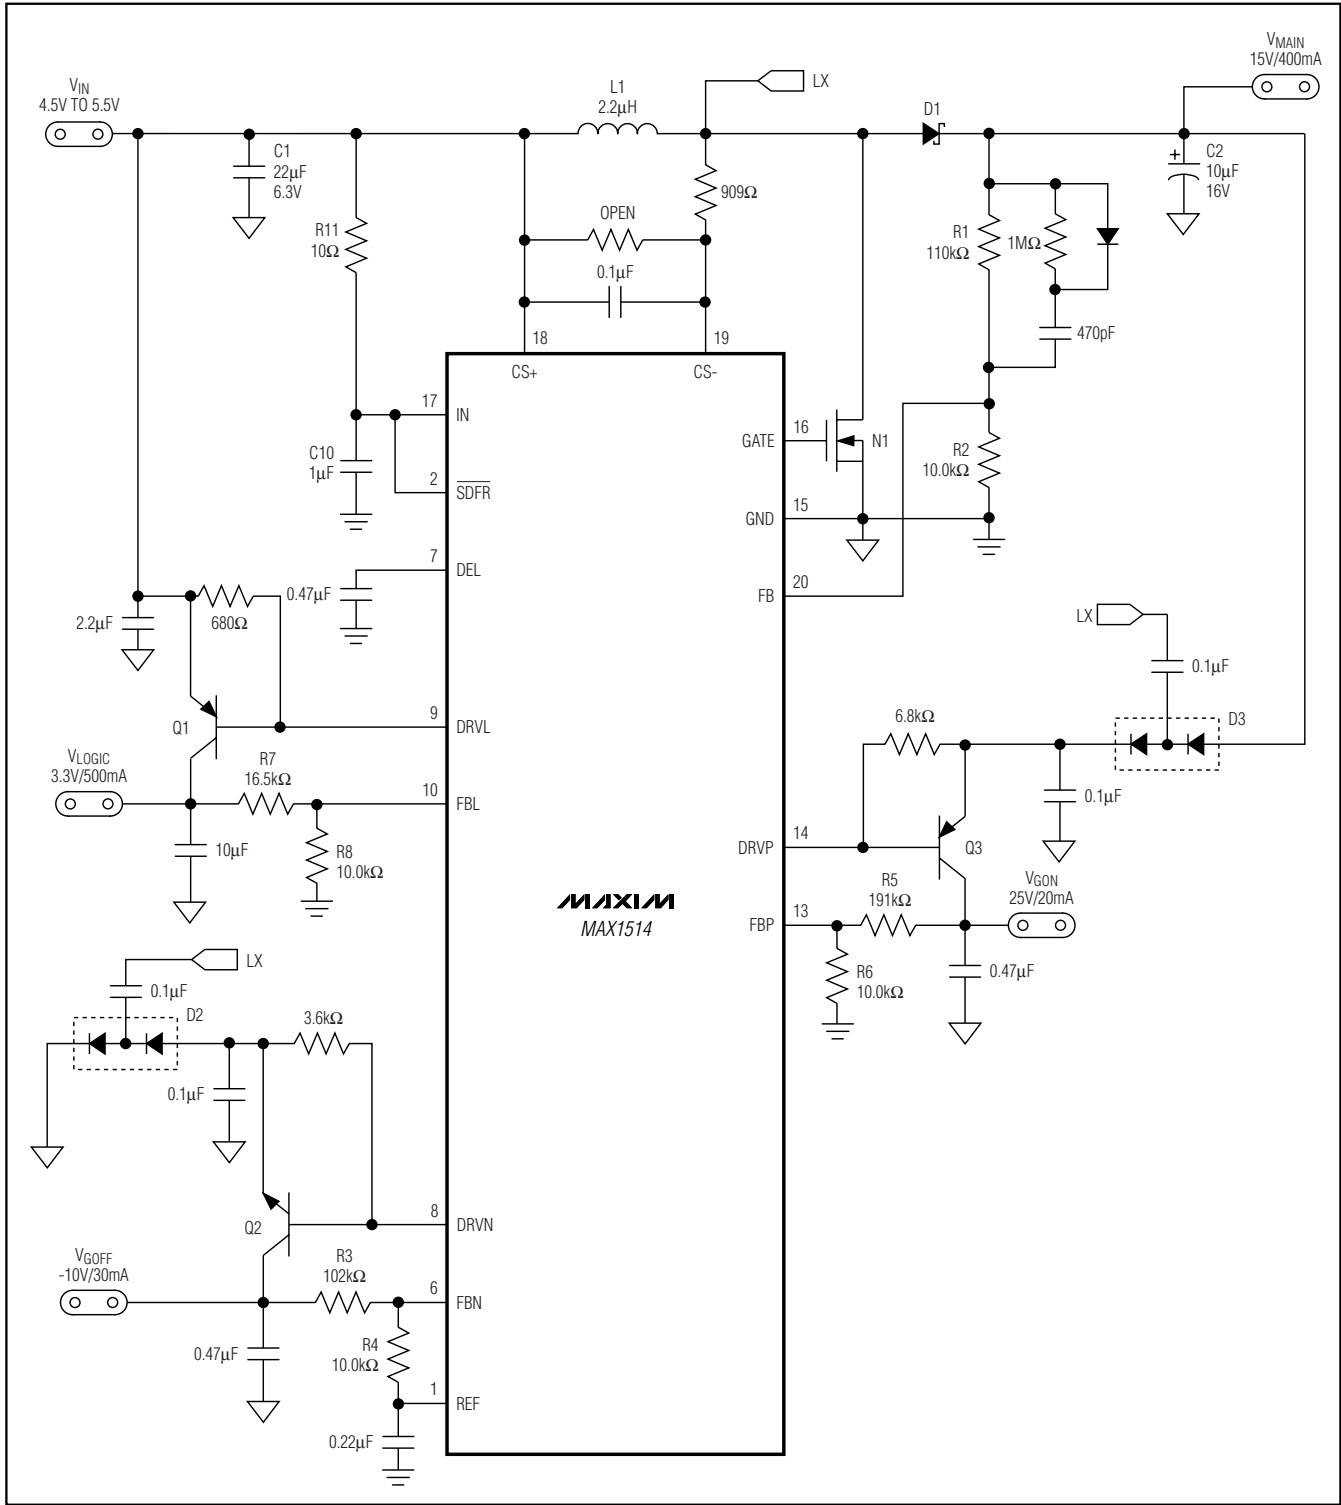 V_IN
4.5V TO 5.5V
L1
2.2μH
LX
D1
V_MAIN
15V/400mA
C1
22μF
6.3V
R11
10Ω
OPEN
0.1μF
909Ω
R1
110kΩ
1MΩ
470pF
C2
10μF
16V
18
19
CS+
CS-
17
IN
C10
1μF
2
SDFR
7
DEL
0.47μF
GATE
16
N1
R2
10.0kΩ
GND
15
FB
20
2.2μF
680Ω
Q1
9
DRVL
V_LOGIC
3.3V/500mA
R7
16.5kΩ
10
FBL
10μF
R8
10.0kΩ
LX
0.1μF
D3
6.8kΩ
0.1μF
DRVP
14
Q3
R5
191kΩ
V_GON
25V/20mA
FBP
13
R6
10.0kΩ
0.47μF
MAXIM
MAX1514
LX
0.1μF
D2
3.6kΩ
0.1μF
Q2
8
DRVN
V_GOFF
-10V/30mA
R3
102kΩ
6
FBN
0.47μF
R4
10.0kΩ
1
REF
0.22μF